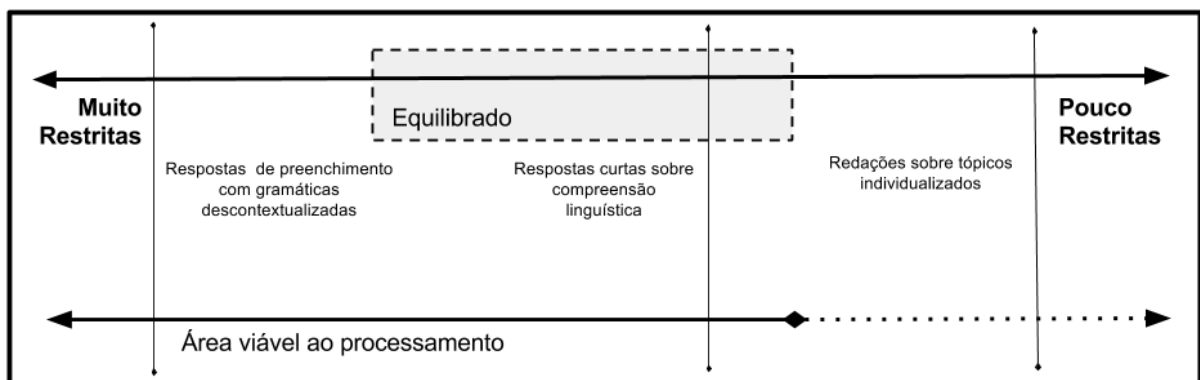 Muito
Restritas
Equilibrado
Pouco
Restritas
Respostas de preenchimento
com gramáticas
descontextualizadas
Respostas curtas sobre
compreensão
linguística
Redações sobre tópicos
individualizados
Área viável ao processamento